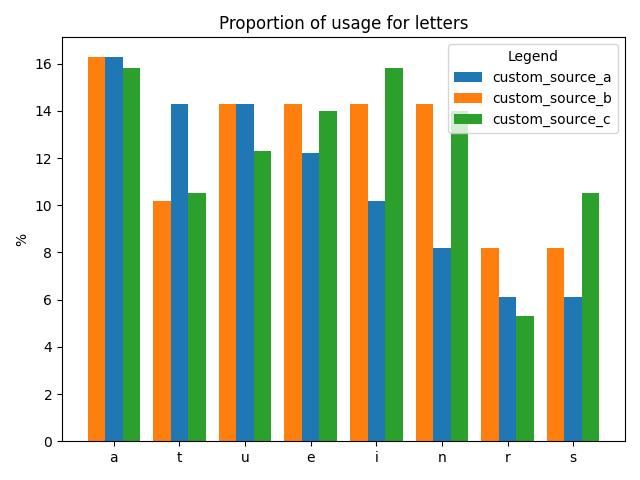 Proportion of usage for letters
Legend
custom_source_a
custom_source_b
custom_source_c
16
14
12
10
8
6
4
2
0
%
a t u e i n r s